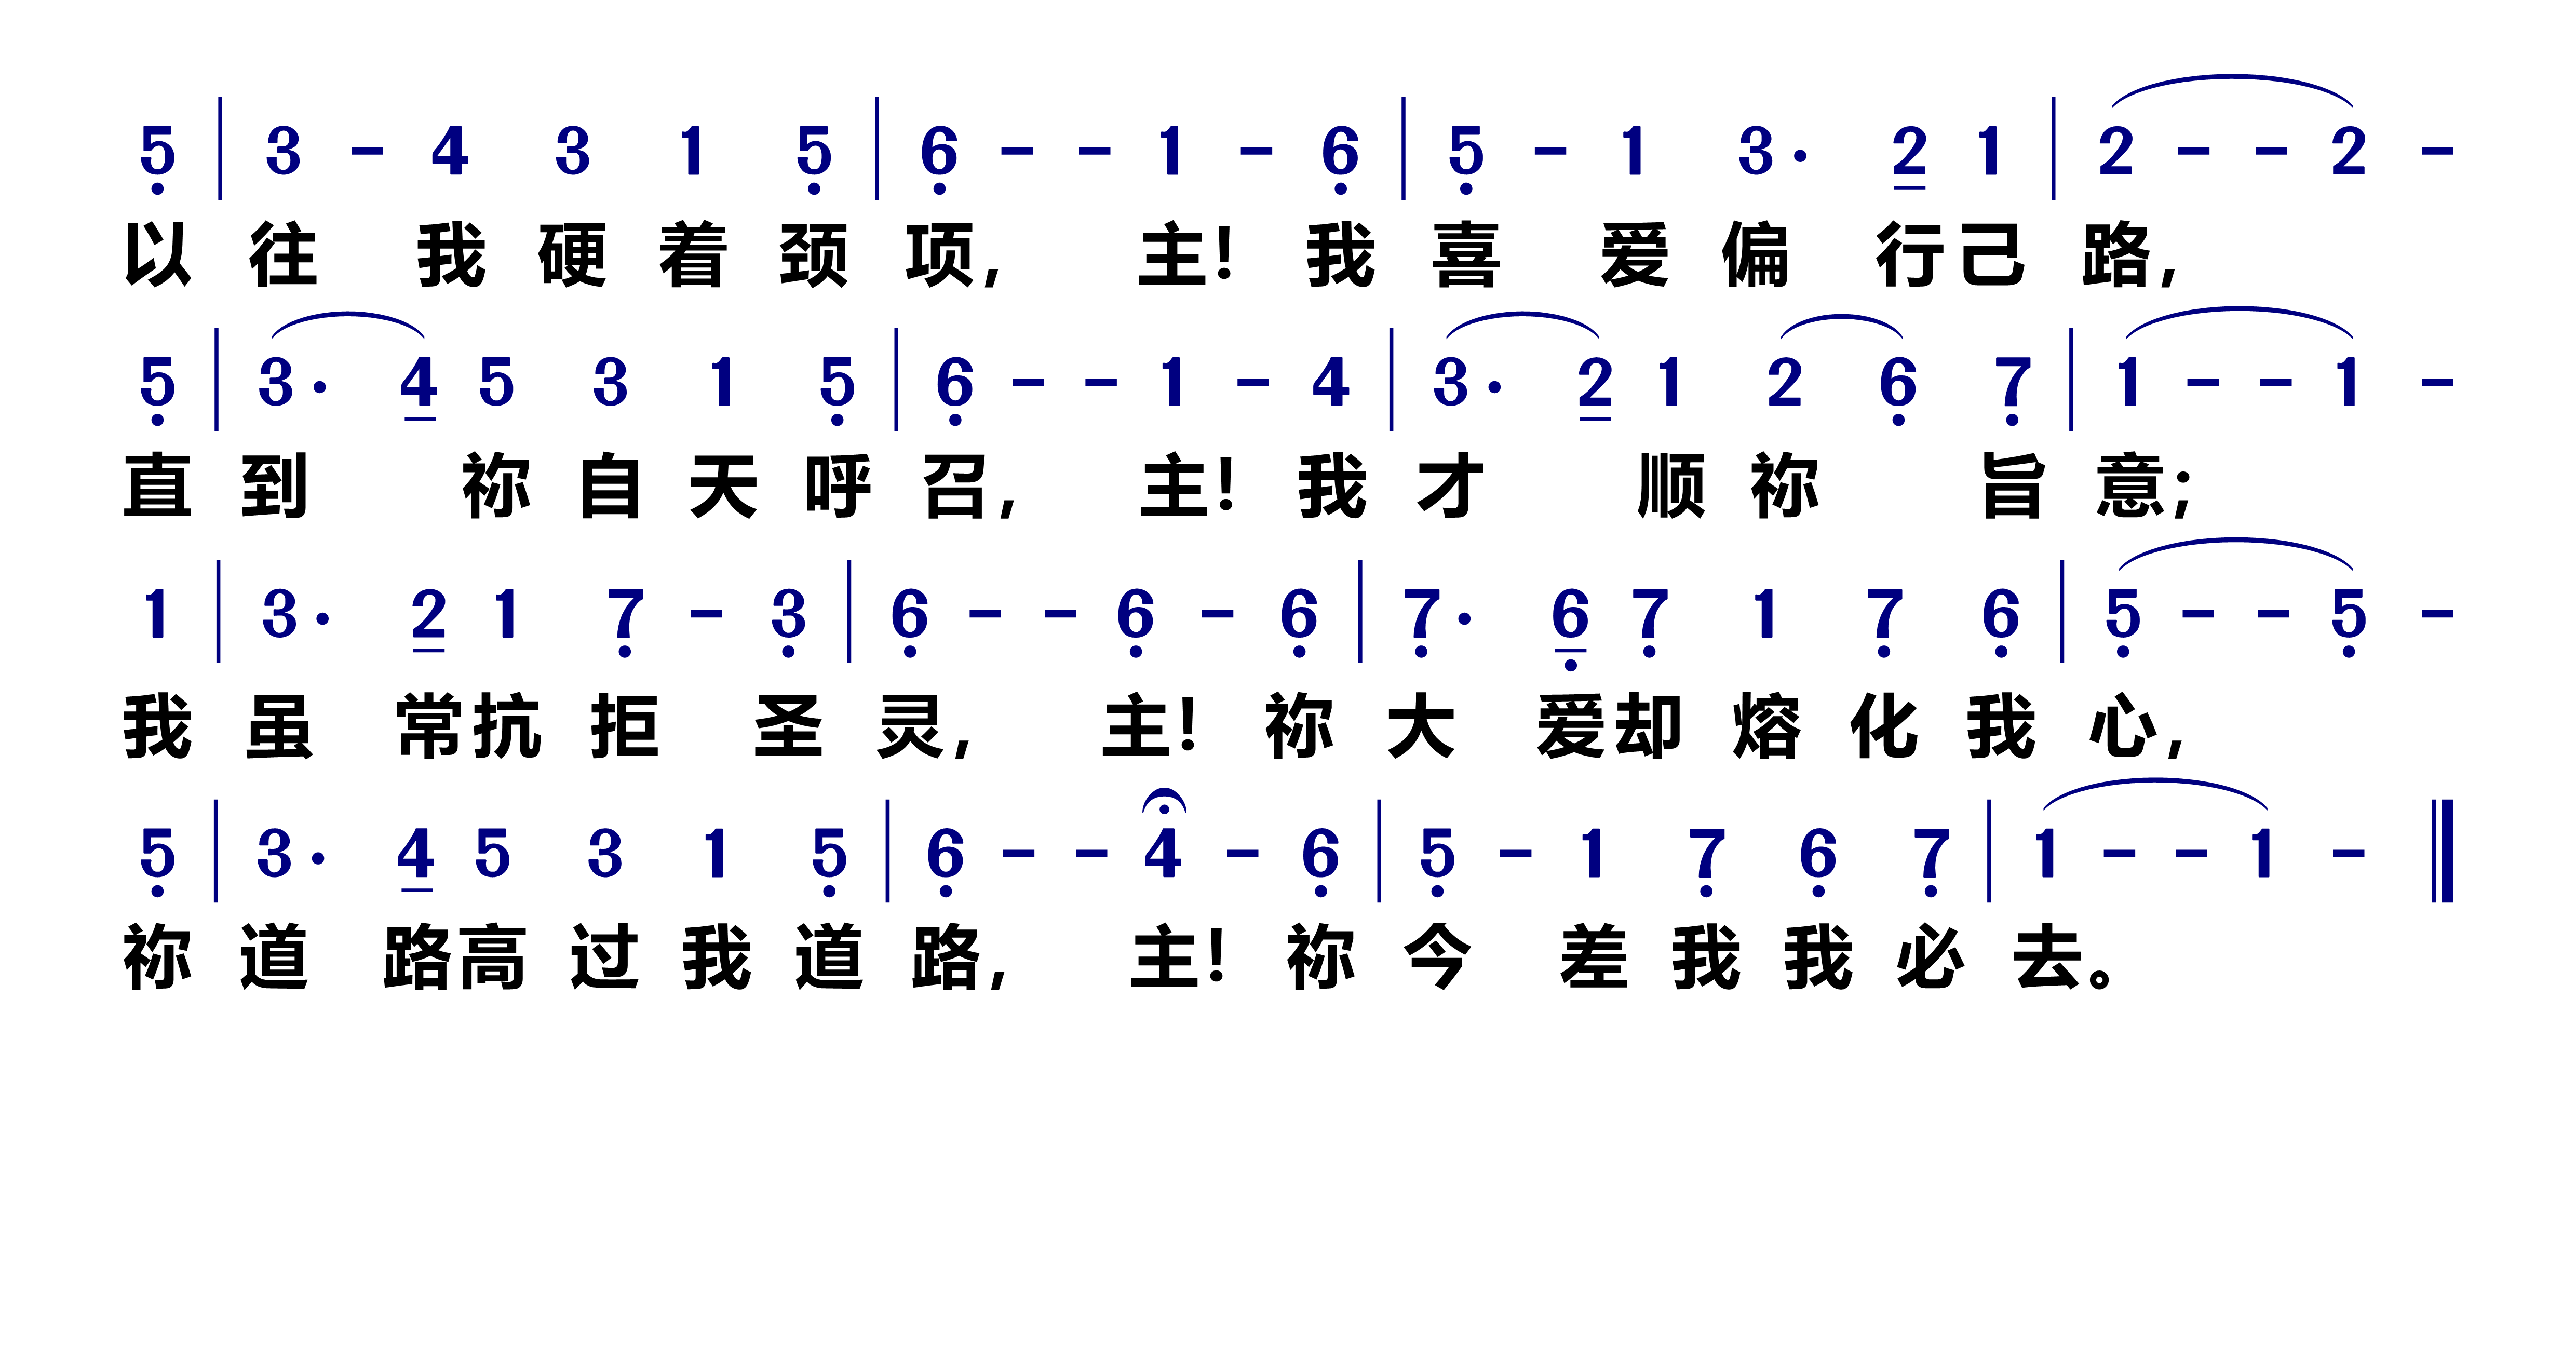 5 | 3 - 4 3 1 5 | 6 - - 1 - 6 | 5 - 1 3 · 2 1 | 2 - - 2 -
以 往 我 硬 着 颈 项, 主! 我 喜 爱 偏 行 己 路,
5 | 3 · 4 5 3 1 5 | 6 - - 1 - 4 | 3 · 2 1 2 6 7 | 1 - - 1 -
直 到 祢 自 天 呼 召, 主! 我 才 顺 祢 旨 意;
1 | 3 · 2 1 7 - 3 | 6 - - 6 - 6 | 7 · 6 7 1 7 6 | 5 - - 5 -
我 虽 常 抗 拒 圣 灵, 主! 祢 大 爱 却 熔 化 我 心,
5 | 3 · 4 5 3 1 5 | 6 - - 4 - 6 | 5 - 1 7 6 7 | 1 - - 1 - ‖
祢 道 路 高 过 我 道 路, 主! 祢 今 差 我 我 必 去。